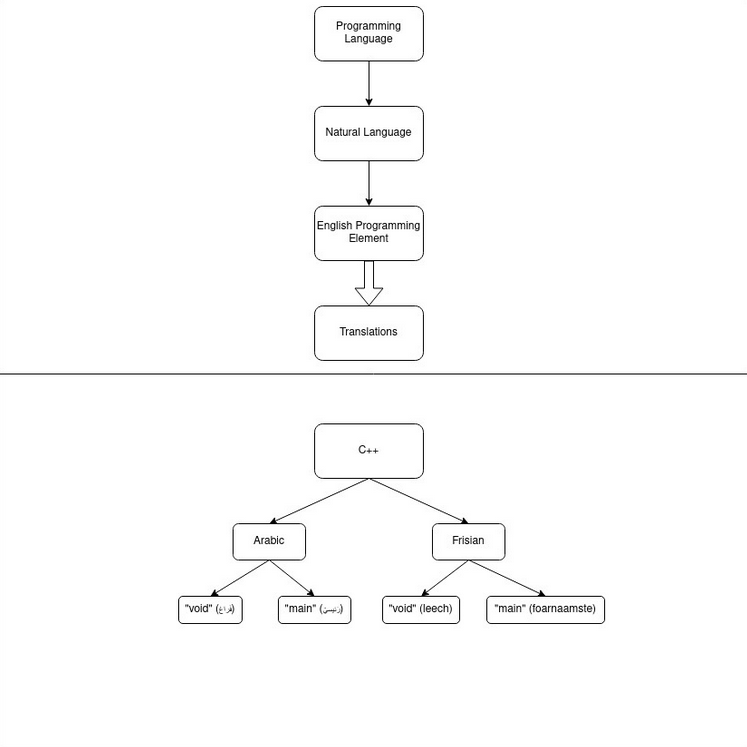 Programming
Language
Natural Language
English Programming
Element
Translations
C++
Arabic
Frisian
"void" (فراغ)
"main" (رئيسيّ)
"void" (leech)
"main" (foarnaamste)